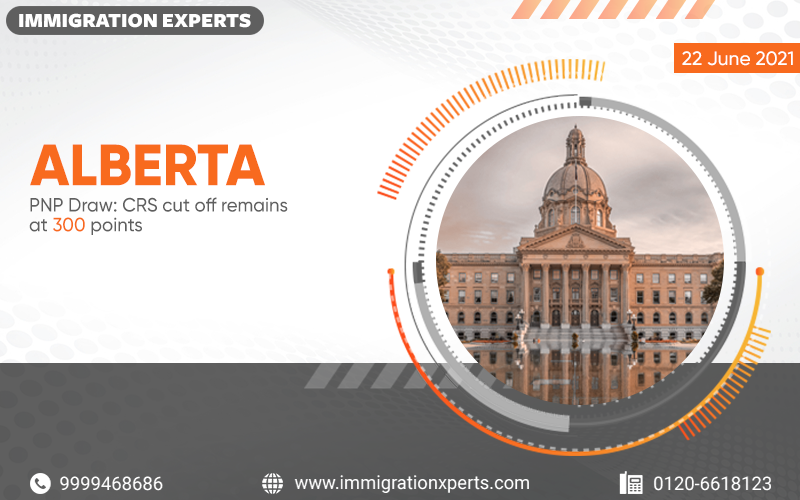 IMMIGRATION EXPERTS
22 June 2021
ALBERTA
PNP Draw: CRS cut off remains
at 300 points
9999468686
www.immigrationxperts.com
0120-6618123